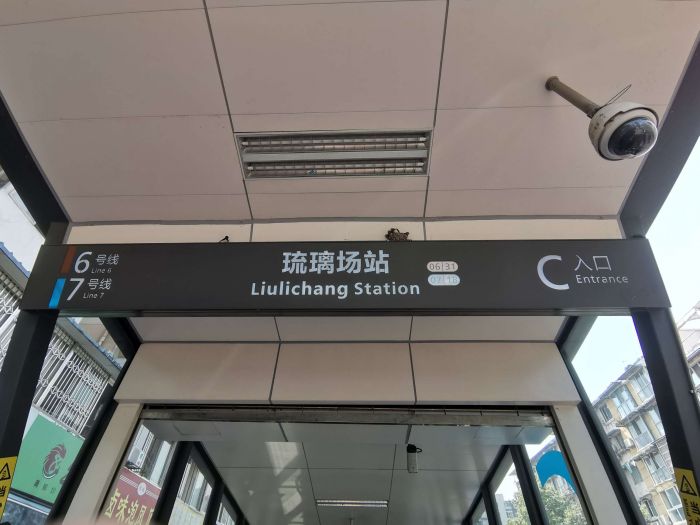 6 号线
Line 6
7 号线
Line 7
琉璃场站
Liulichang Station
06/31
07/18
C 入口
Entrance